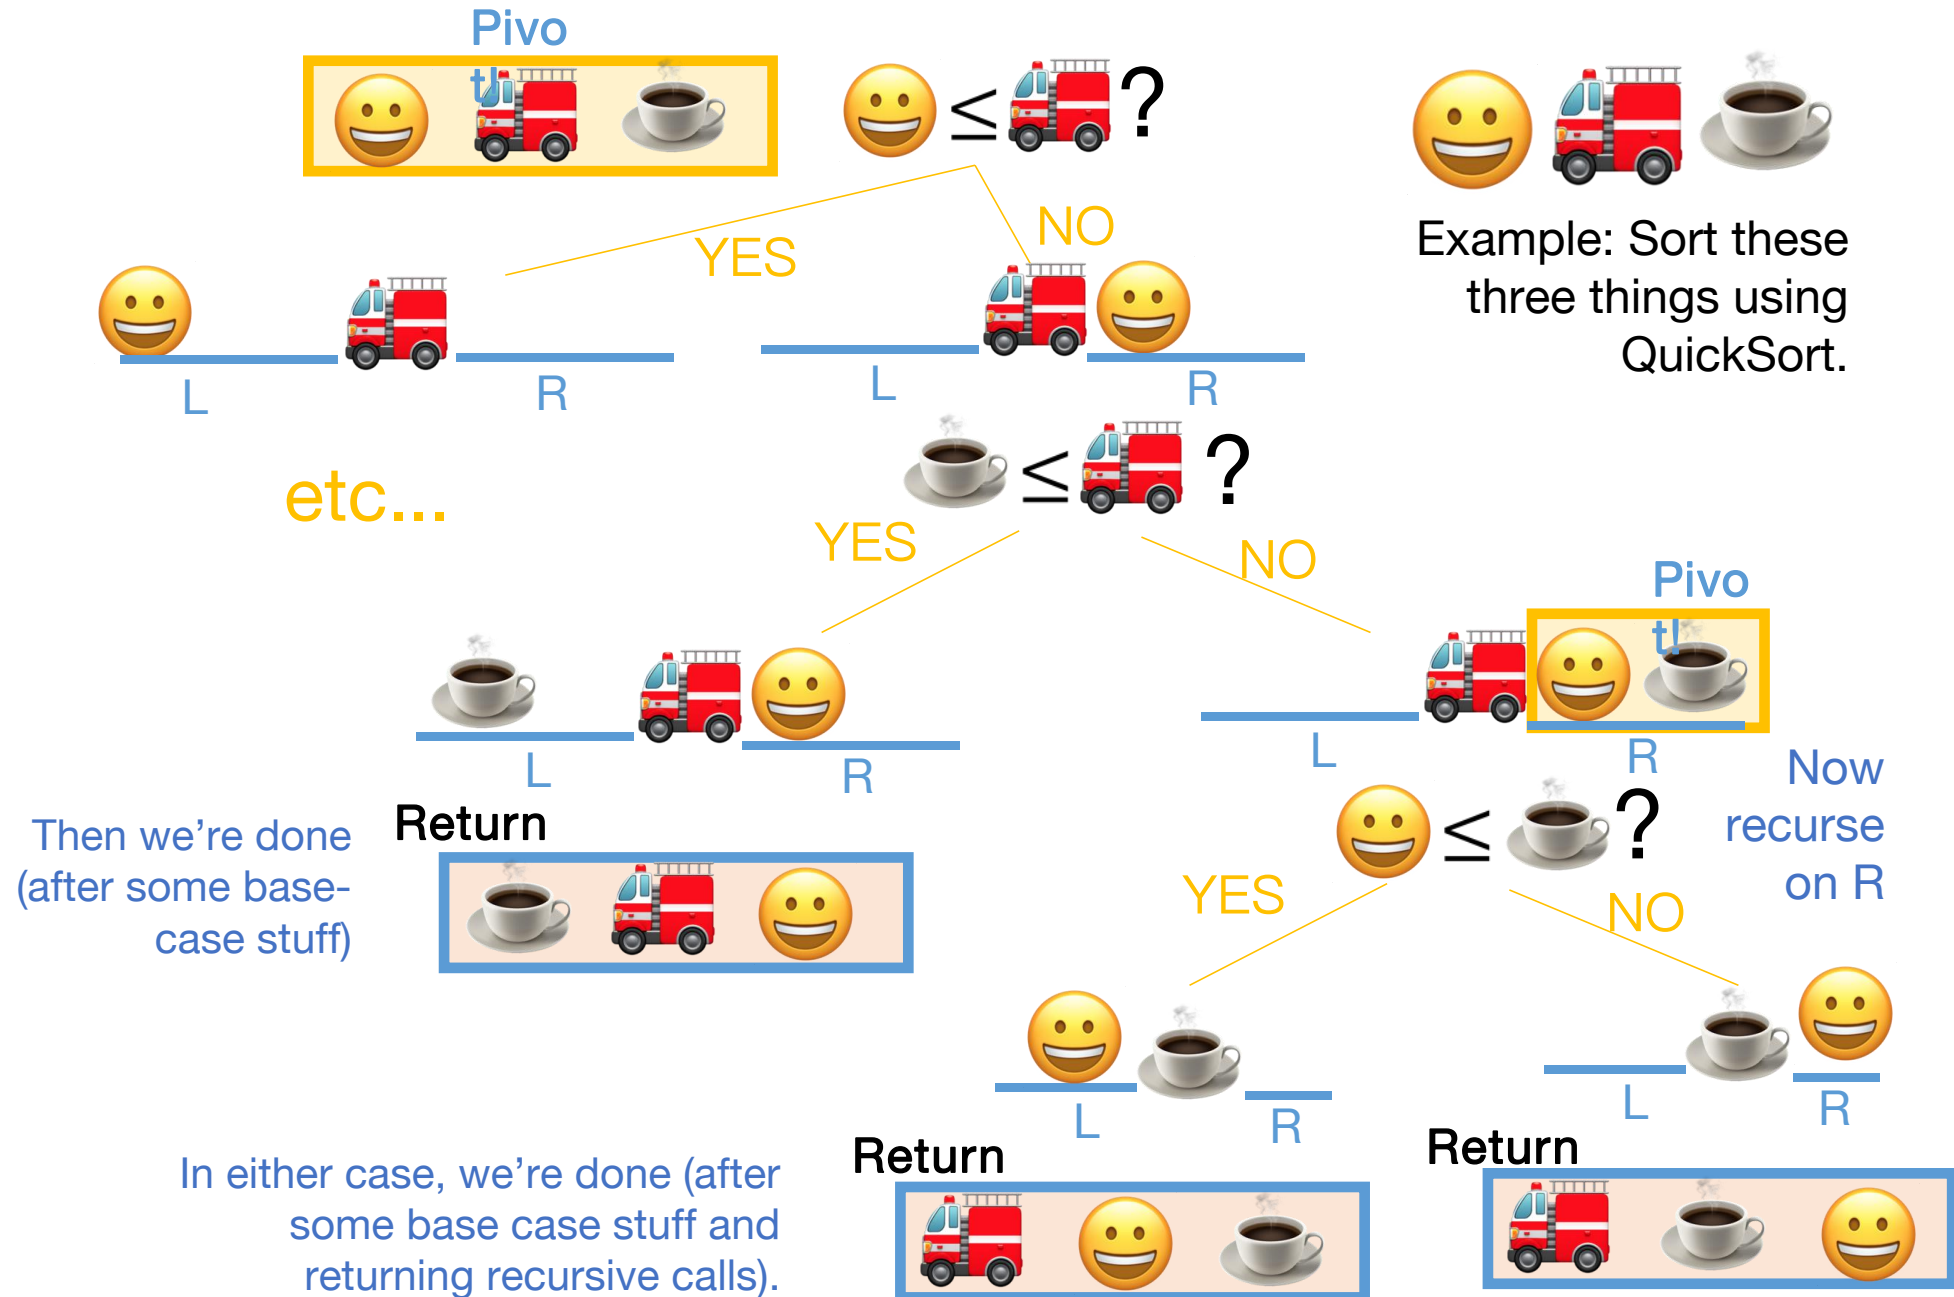 Pivo
t!
≤ ?
Example: Sort these
three things using
QuickSort.
YES
NO
L
R
L
R
etc...
≤ ?
YES
NO
Pivo
t!
L
R
L
R
Now
recurse
on R
Then we’re done
(after some base-
case stuff)
Return
≤ ?
YES
NO
L
R
L
R
In either case, we’re done (after
some base case stuff and
returning recursive calls).
Return
Return